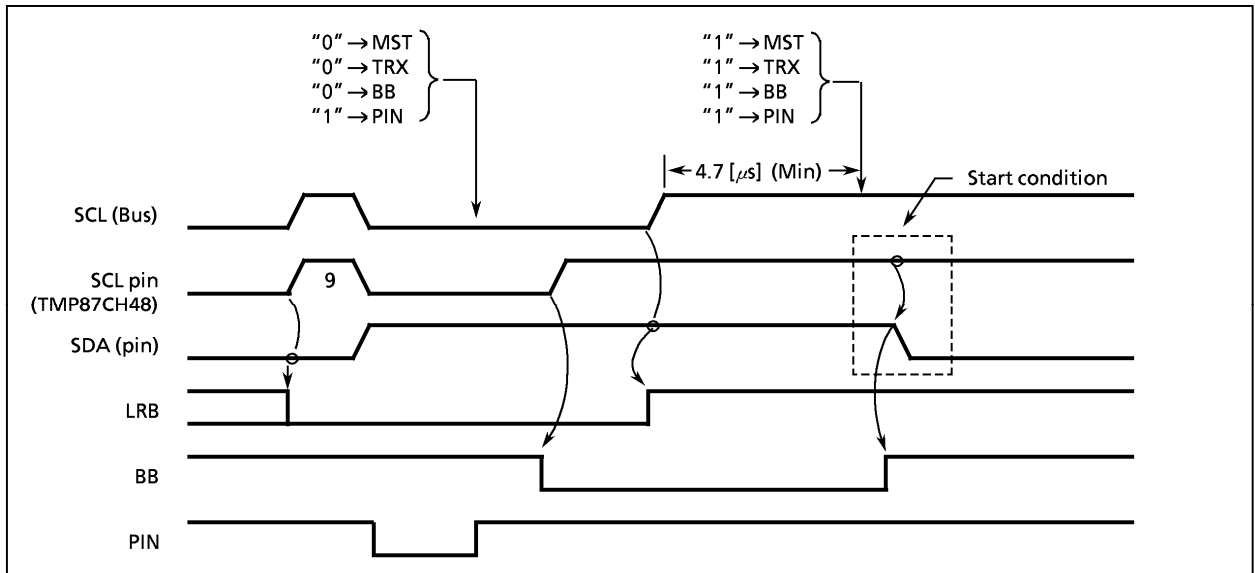 “0” → MST
“0” → TRX
“0” → BB
“1” → PIN
“1” → MST
“1” → TRX
“1” → BB
“1” → PIN
4.7 [μs] (Min)
Start condition
SCL (Bus)
SCL pin
(TMP87CH48)
9
SDA (pin)
LRB
BB
PIN